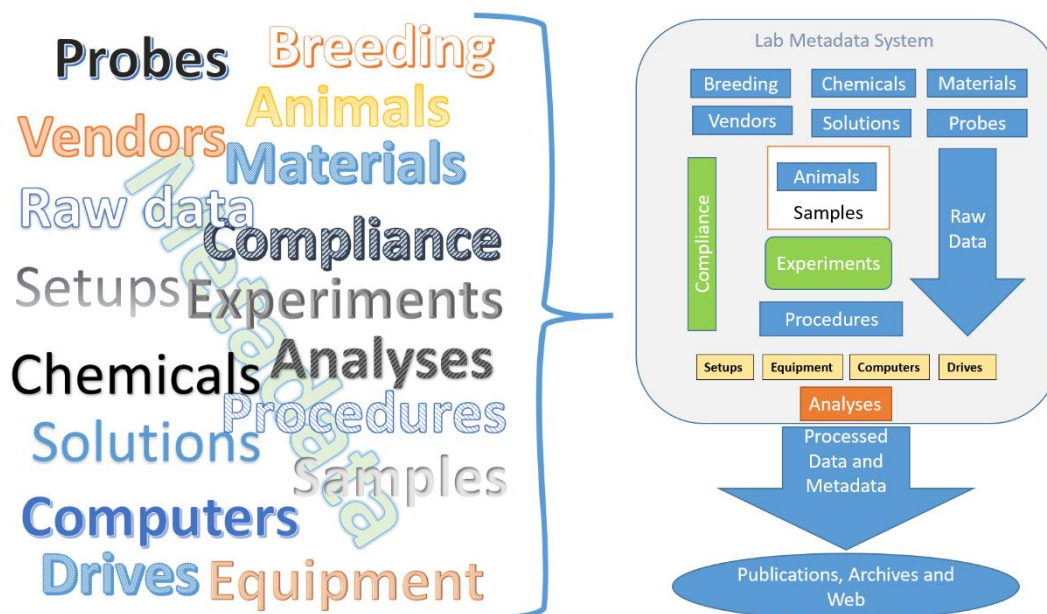 Probes
Breeding
Animals
Vendors
Materials
Raw data
Compliance
Metadata
Setups
Experiments
Analyses
Chemicals
Procedures
Solutions
Samples
Computers
Drives
Equipment
Lab Metadata System
Breeding
Chemicals
Materials
Vendors
Solutions
Probes
Compliance
Animals
Samples
Raw
Data
Experiments
Procedures
Setups
Equipment
Computers
Drives
Analyses
Processed
Data and
Metadata
Publications, Archives and
Web